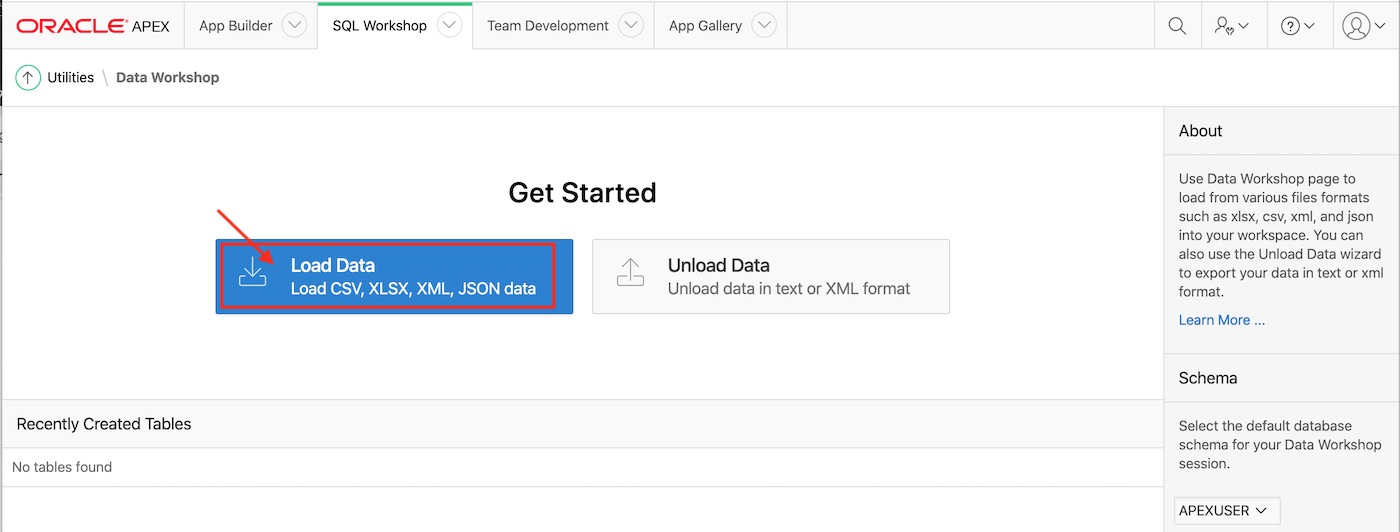 ORACLE APEX App Builder SQL Workshop Team Development App Gallery
Utilities \ Data Workshop
Get Started
Load Data
Load CSV, XLSX, XML, JSON data
Unload Data
Unload data in text or XML format
Recently Created Tables
No tables found
About
Use Data Workshop page to
load from various files formats
such as xlsx, csv, xml, and json
into your workspace. You can
also use the Unload Data wizard
to export your data in text or xml
format.
Learn More ...
Schema
Select the default database
schema for your Data Workshop
session.
APEXUSER